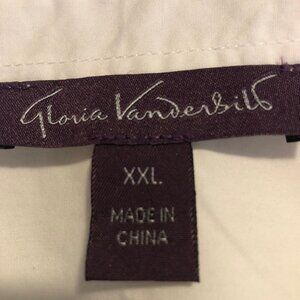 Gloria Vanderbilt
XXL
MADE IN
CHINA